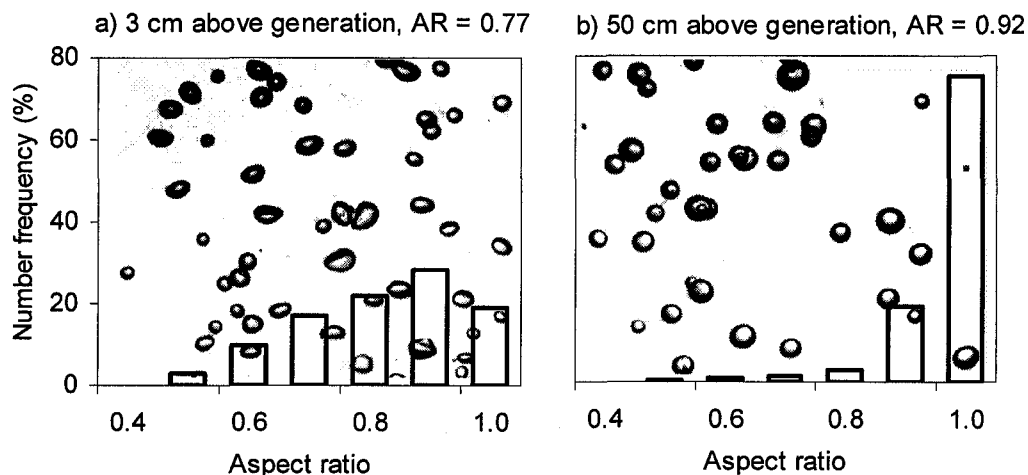 a) 3 cm above generation, AR = 0.77
b) 50 cm above generation, AR = 0.92
Number frequency (%)
80
60
40
20
0
0.4 0.6 0.8 1.0
Aspect ratio
0.4 0.6 0.8 1.0
Aspect ratio